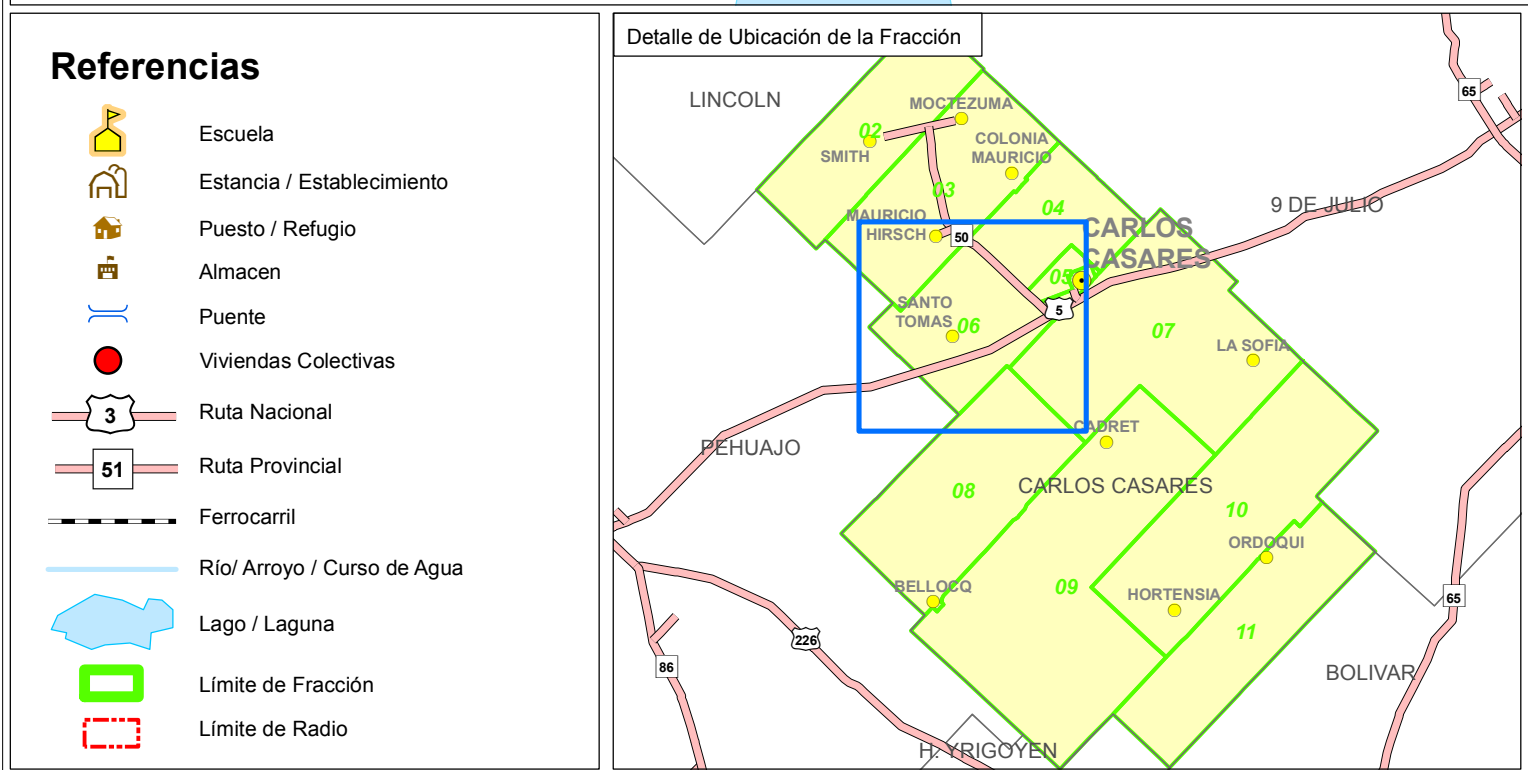 Referencias
Escuela
Estancia / Establecimiento
Puesto / Refugio
Almacen
Puente
Viviendas Colectivas
3
Ruta Nacional
51
Ruta Provincial
Ferrocarril
Río/ Arroyo / Curso de Agua
Lago / Laguna
Límite de Fracción
Límite de Radio
Detalle de Ubicación de la Fracción
LINCOLN
MOCTEZUMA
65
02
SMITH
COLONIA
MAURICIO
03
04
9 DE JULIO
MAURICIO
HIRSCH
50
CARLOS
CASARES
05
SANTO
TOMAS
06
5
07
LA SOFIA
CADRET
PEHUAJO
CARLOS CASARES
08
10
ORDOQUI
BELLOCQ
09
HORTENSIA
65
11
226
86
BOLIVAR
H. YRIGOYEN